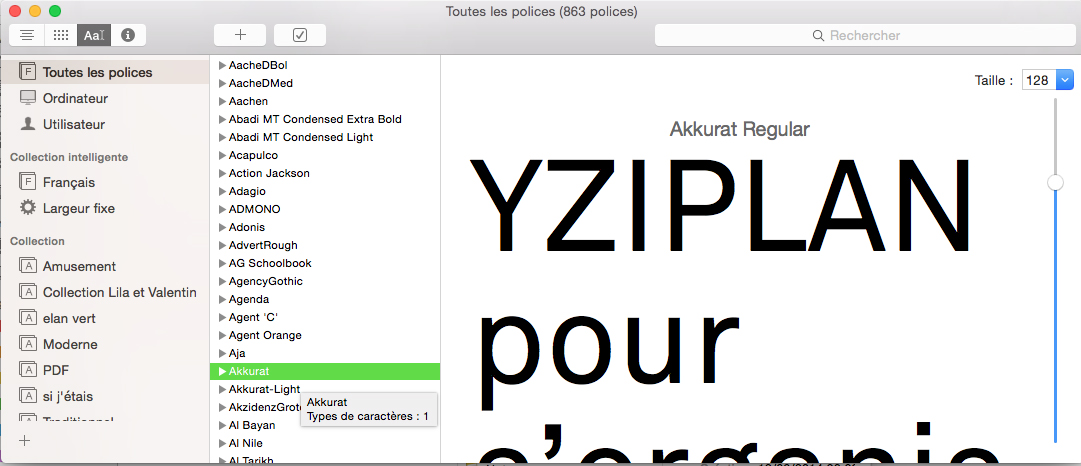 Toutes les polices (863 polices)
Rechercher
Toutes les polices
Ordinateur
Utilisateur
Collection intelligente
Français
Largeur fixe
Collection
Amusement
Collection Lila et Valentin
elan vert
Moderne
PDF
si j'étais
Traditionnel
AacheDBol
AacheDMed
Aachen
Abadi MT Condensed Extra Bold
Abadi MT Condensed Light
Acapulco
Action Jackson
Adagio
ADMONO
Adonis
AdvertRough
AG Schoolbook
AgencyGothic
Agenda
Agent 'C'
Agent Orange
Aja
Akkurat
Akkurat-Light
AkzidenzGrot
Al Bayan
Al Nile
Al Tarikh
Akkurat
Types de caractères : 1
Taille : 128
Akkurat Regular
YZIPLAN
pour
s'organis